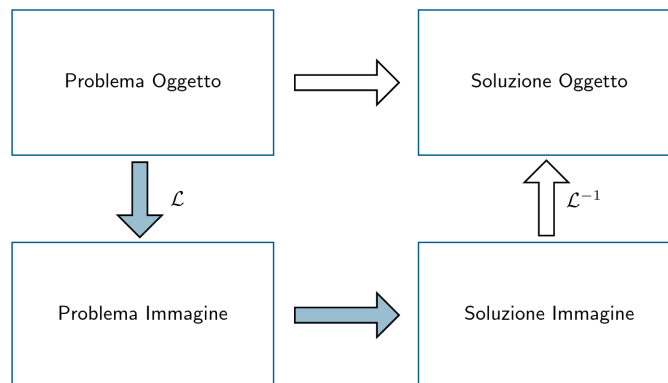 Problema Oggetto
Soluzione Oggetto
ℒ
ℒ⁻¹
Problema Immagine
Soluzione Immagine